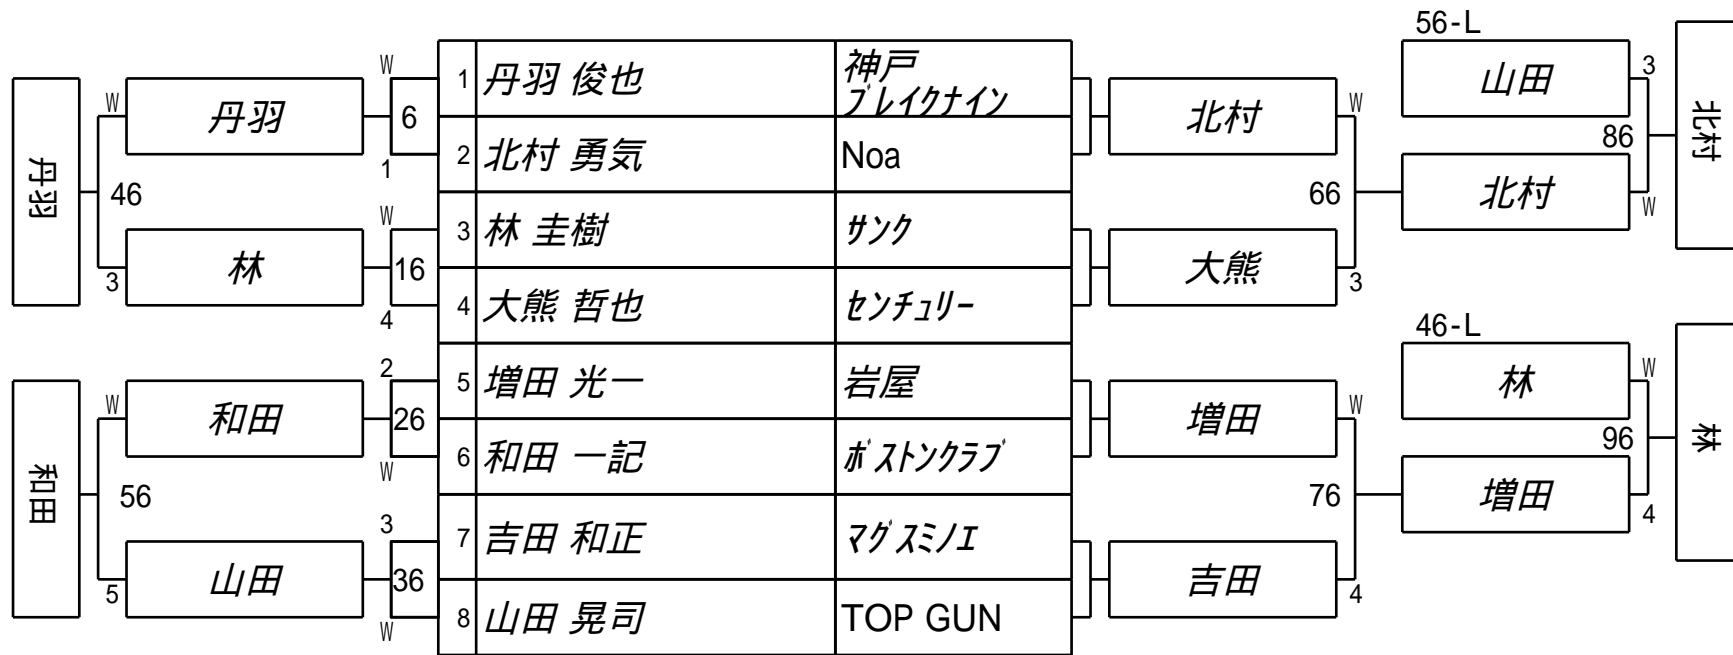 56-L
W
1 丹羽 俊也 神戸
ブレイクナイン
山田 3
W 丹羽 6
北村 W
北村
86
2 北村 勇気 Noa
1
丹羽
46
66
北村 W
W
3 林 圭樹 サンク
3 林 16
大熊 3
4 大熊 哲也 センチュリー
4
46-L
2
5 増田 光一 岩屋
林 W
W 和田 26
増田 W
林
96
6 和田 一記 ボストンクラブ
W
和田
56
76
増田 4
3
7 吉田 和正 マグスミノエ
5 山田 36
吉田 4
8 山田 晃司 TOP GUN
W